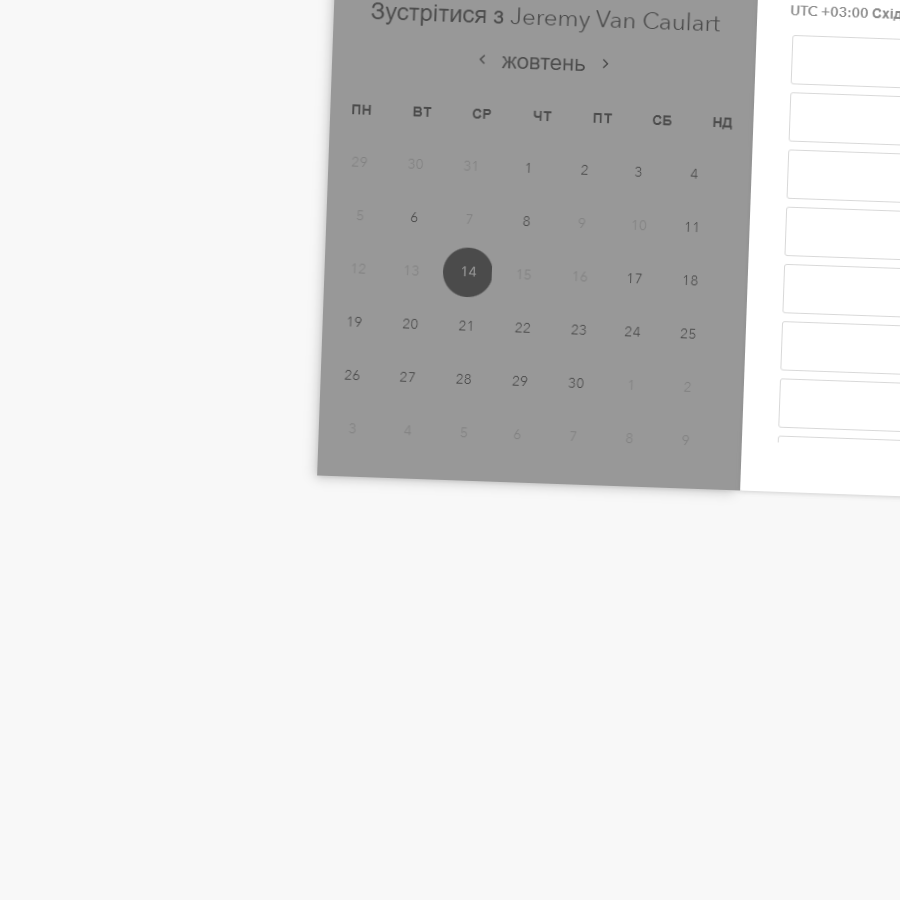 Зустрітися з Jeremy Van Caulart
UTC +03:00 Схід
жовтень
ПН ВТ СР ЧТ ПТ СБ НД
29 30 31 1 2 3 4
5 6 7 8 9 10 11
12 13 14 15 16 17 18
19 20 21 22 23 24 25
26 27 28 29 30 1 2
3 4 5 6 7 8 9